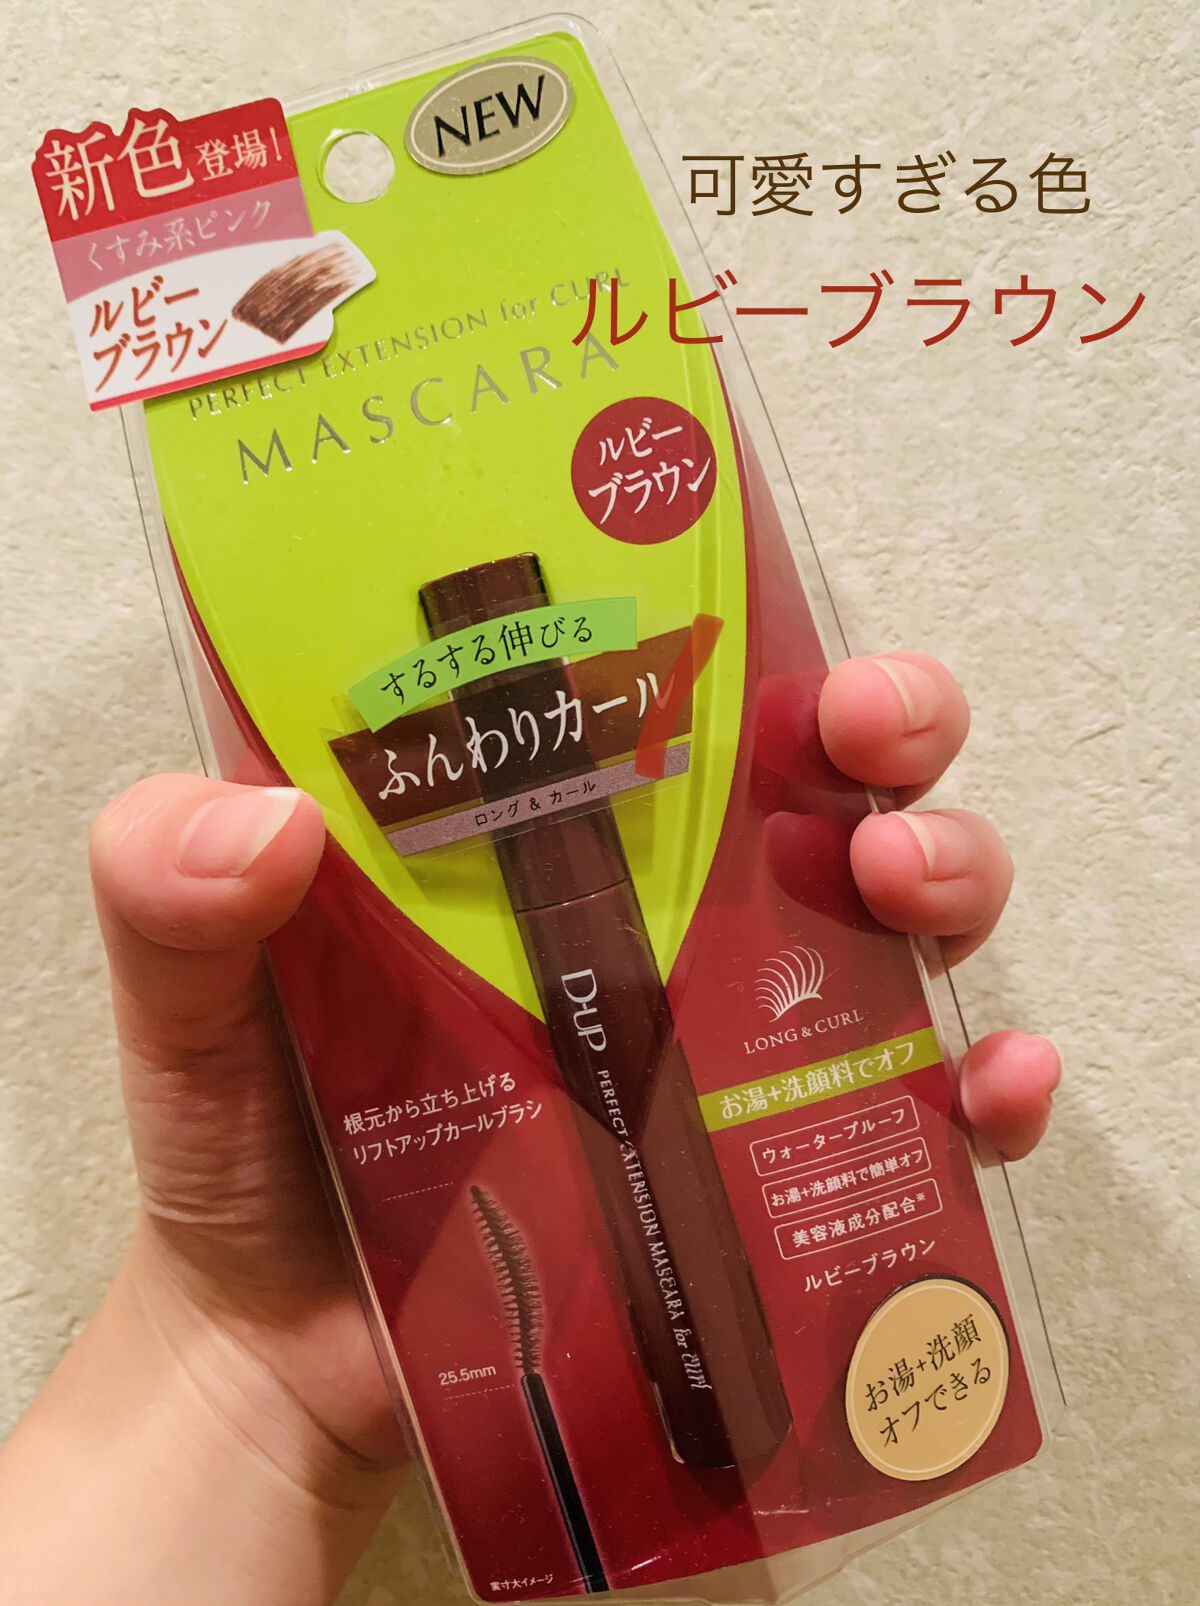 新色登場!
くすみ系ピンク
ルビー
ブラウン
NEW
可愛すぎる色
ルビーブラウン
PERFECT EXTENSION for CURL
MASCARA
ルビー
ブラウン
するする伸びる
ふんわりカール
ロング & カール
D-UP
PERFECT EXTENSION MASCARA for curl
LONG & CURL
お湯+洗顔料でオフ
ウォータープルーフ
お湯+洗顔料で簡単オフ
美容液成分配合※
ルビーブラウン
根元から立ち上げる
リフトアップカールブラシ
25.5mm
実寸大イメージ
お湯+洗顔
オフできる